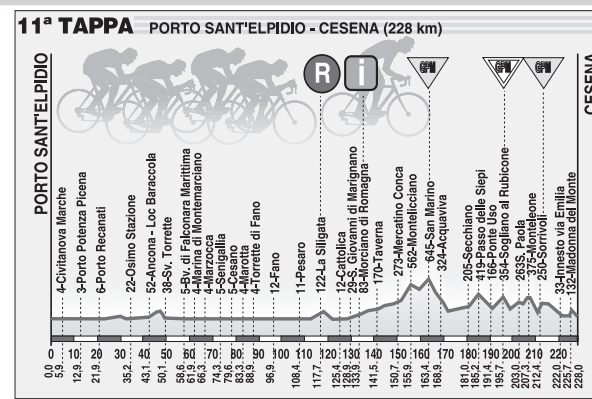 11ª TAPPA PORTO SANT'ELPIDIO - CESENA (228 km)
R
i
GPM
GPM
GPM
PORTO SANT'ELPIDIO
4-Civitanova Marche
3-Porto Potenza Picena
6-Porto Recanati
22-Osimo Stazione
52-Ancona - Loc Baraccola
38-Sv. Torrette
5-Bv. di Falconara Marittima
4-Marina di Montemarciano
4-Marzocca
5-Senigallia
5-Cesano
4-Marotta
4-Torrette di Fano
12-Fano
11-Pesaro
122-La Siligata
12-Cattolica
29-S. Giovanni di Marignano
83-Morciano di Romagna
170-Taverna
273-Mercatino Conca
562-Montelicciano
645-San Marino
324-Acquaviva
205-Secchiano
419-Passo delle Siepi
166-Ponte Uso
354-Sogliano al Rubicone
263S. Paola
375-Monteleone
250-Sorrivoli
33-Innesto via Emilia
132-Madonna del Monte
CESENA
0 10 20 30 40 50 60 70 80 90 100 110 120 130 140 150 160 170 180 190 200 210 220
0,0
5,9
12,9
21,9
35,2
43,1
50,1
58,6
61,9
66,3
74,3
79,6
83,3
88,9
96,9
108,4
117,7
125,4
128,9
133,9
141,5
150,7
155,9
163,4
168,9
181,0
185,2
191,4
195,7
203,0
207,3
212,4
222,0
225,7
228,0